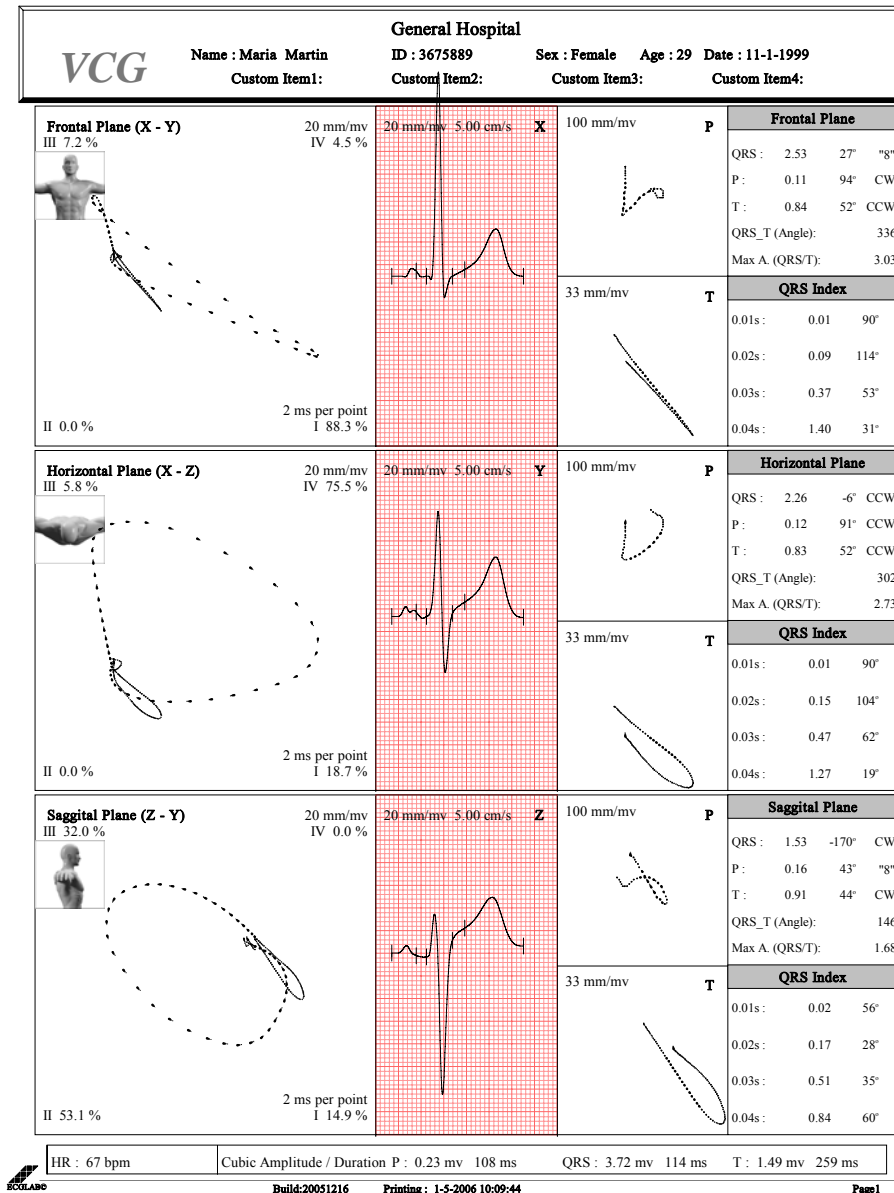 General Hospital
VCG
Name : Maria Martin ID : 3675889 Sex : Female Age : 29 Date : 11-1-1999
Custom Item1: Custom Item2: Custom Item3: Custom Item4:
Frontal Plane (X - Y) 20 mm/mv
III 7.2 % IV 4.5 %
2 ms per point
II 0.0 % I 88.3 %
20 mm/mv 5.00 cm/s X
100 mm/mv P
33 mm/mv T
Frontal Plane
QRS : 2.53 27° "8"
P : 0.11 94° CW
T : 0.84 52° CCW
QRS_T (Angle): 336
Max A. (QRS/T): 3.03
QRS Index
0.01s : 0.01 90°
0.02s : 0.09 114°
0.03s : 0.37 53°
0.04s : 1.40 31°
Horizontal Plane (X - Z) 20 mm/mv
III 5.8 % IV 75.5 %
2 ms per point
II 0.0 % I 18.7 %
20 mm/mv 5.00 cm/s Y
100 mm/mv P
33 mm/mv T
Horizontal Plane
QRS : 2.26 -6° CCW
P : 0.12 91° CCW
T : 0.83 52° CCW
QRS_T (Angle): 302
Max A. (QRS/T): 2.73
QRS Index
0.01s : 0.01 90°
0.02s : 0.15 104°
0.03s : 0.47 62°
0.04s : 1.27 19°
Saggital Plane (Z - Y) 20 mm/mv
III 32.0 % IV 0.0 %
2 ms per point
II 53.1 % I 14.9 %
20 mm/mv 5.00 cm/s Z
100 mm/mv P
33 mm/mv T
Saggital Plane
QRS : 1.53 -170° CW
P : 0.16 43° "8"
T : 0.91 44° CW
QRS_T (Angle): 146
Max A. (QRS/T): 1.68
QRS Index
0.01s : 0.02 56°
0.02s : 0.17 28°
0.03s : 0.51 35°
0.04s : 0.84 60°
HR : 67 bpm Cubic Amplitude / Duration P : 0.23 mv 108 ms QRS : 3.72 mv 114 ms T : 1.49 mv 259 ms
ECOLAB© Build:20051216 Printing : 1-5-2006 10:09:44 Page1